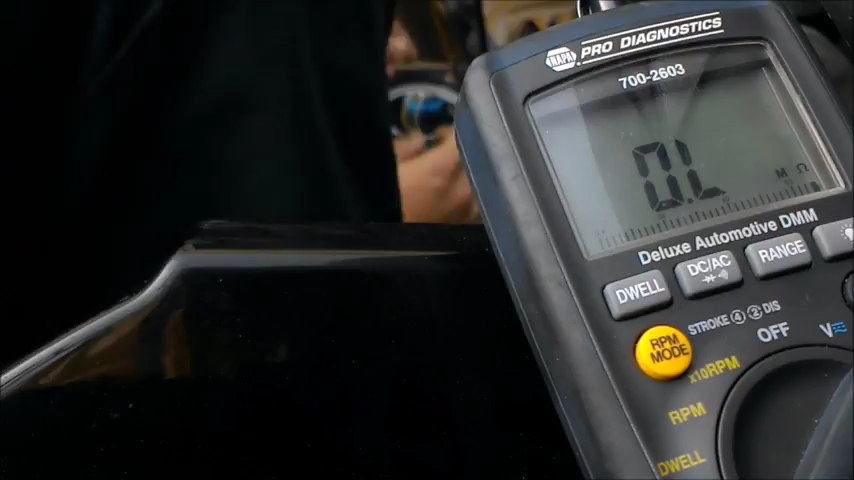 NAPA PRO DIAGNOSTICS
700-2603
0.L
M Ω
Deluxe Automotive DMM
DWELL
DC/AC
RANGE
STROKE 4 2 DIS
RPM
MODE
x10RPM
OFF
V
RPM
DWELL